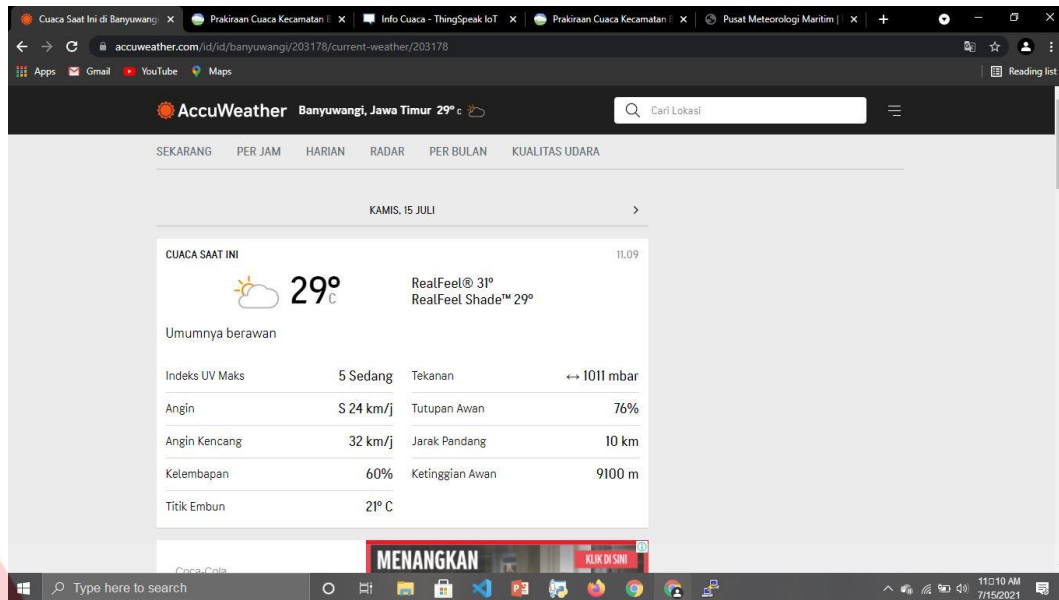 Cuaca Saat Ini di Banyuwangi
Prakiraan Cuaca Kecamatan
Info Cuaca - ThingSpeak IoT
Prakiraan Cuaca Kecamatan
Pusat Meteorologi Maritim |
accuweather.com/id/id/banyuwangi/203178/current-weather/203178
Apps Gmail YouTube Maps Reading list
AccuWeather Banyuwangi, Jawa Timur 29° c Cari Lokasi
SEKARANG PER JAM HARIAN RADAR PER BULAN KUALITAS UDARA
KAMIS, 15 JULI >
CUACA SAAT INI 11.09
29° C RealFeel® 31°
RealFeel Shade™ 29°
Umumnya berawan
Indeks UV Maks 5 Sedang Tekanan ↔ 1011 mbar
Angin S 24 km/j Tutupan Awan 76%
Angin Kencang 32 km/j Jarak Pandang 10 km
Kelembapan 60% Ketinggian Awan 9100 m
Titik Embun 21° C
Coca-Cola MENANGKAN KLIK DI SINI
Type here to search 11□10 AM
7/15/2021